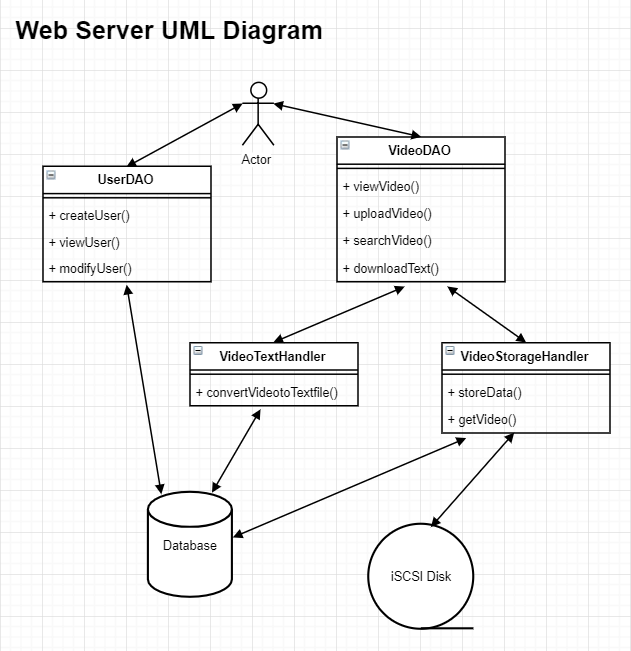 Web Server UML Diagram
Actor
UserDAO
+ createUser()
+ viewUser()
+ modifyUser()
VideoDAO
+ viewVideo()
+ uploadVideo()
+ searchVideo()
+ downloadText()
VideoTextHandler
+ convertVideotoTextfile()
VideoStorageHandler
+ storeData()
+ getVideo()
Database
iSCSI Disk